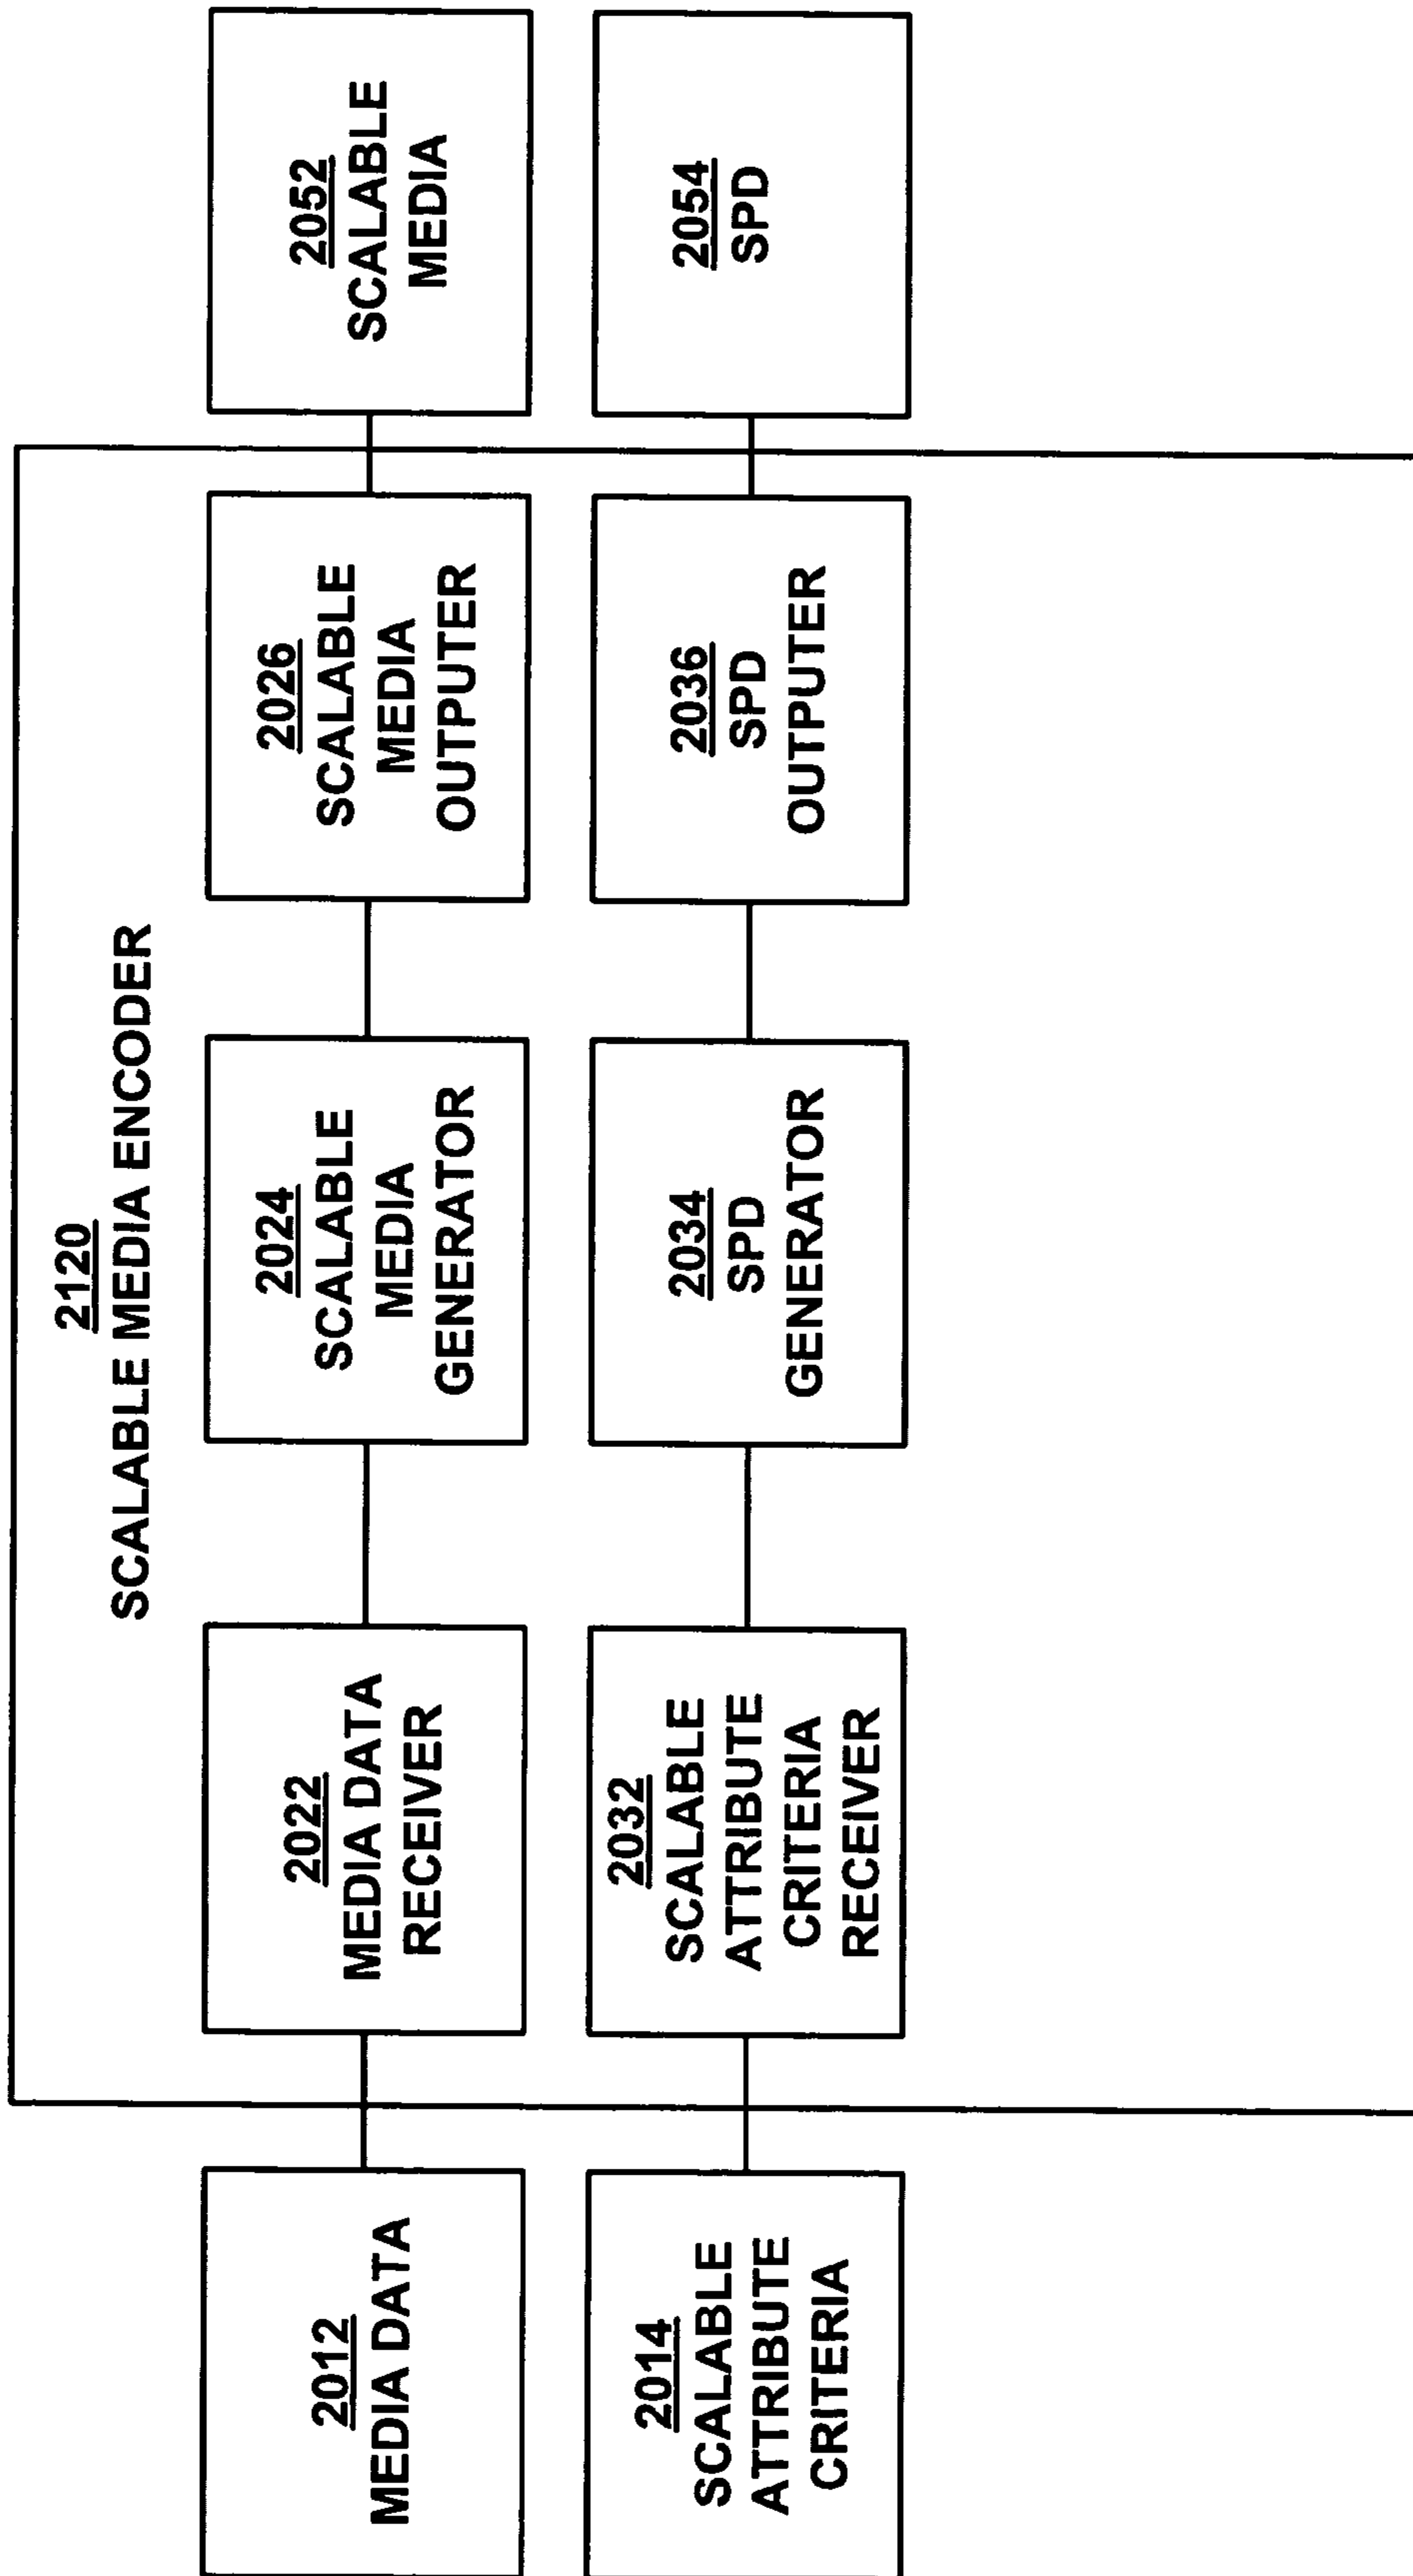 2120
SCALABLE MEDIA ENCODER
2012
MEDIA DATA
2022
MEDIA DATA
RECEIVER
2024
SCALABLE
MEDIA
GENERATOR
2026
SCALABLE
MEDIA
OUTPUTER
2052
SCALABLE
MEDIA
2014
SCALABLE
ATTRIBUTE
CRITERIA
2032
SCALABLE
ATTRIBUTE
CRITERIA
RECEIVER
2034
SPD
GENERATOR
2036
SPD
OUTPUTER
2054
SPD